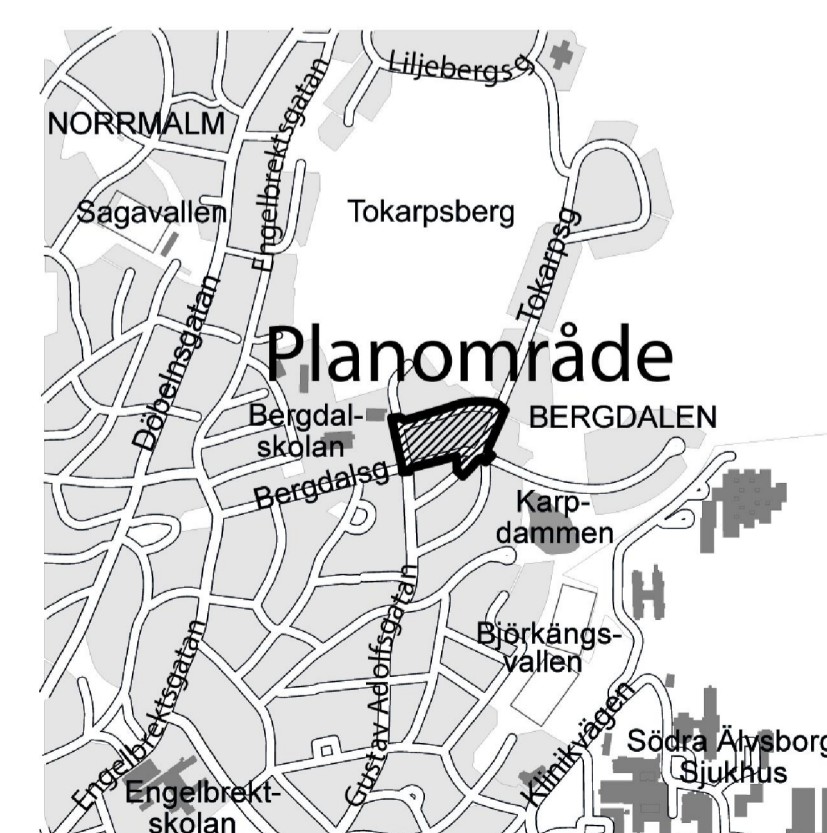 Liljebergsg
NORRMALM
Engelbrektsgatan
Sagavallen
Tokarpsberg
Tokarpsg
Döbelnsgatan
Planområde
Bergdal-
skolan
BERGDALEN
Bergdalsg
Karp-
dammen
Gustav Adolfsgatan
Björkängs-
vallen
Engelbrektsgatan
Klinikvägen
Södra Älvsborg
Sjukhus
Engelbrekt-
skolan